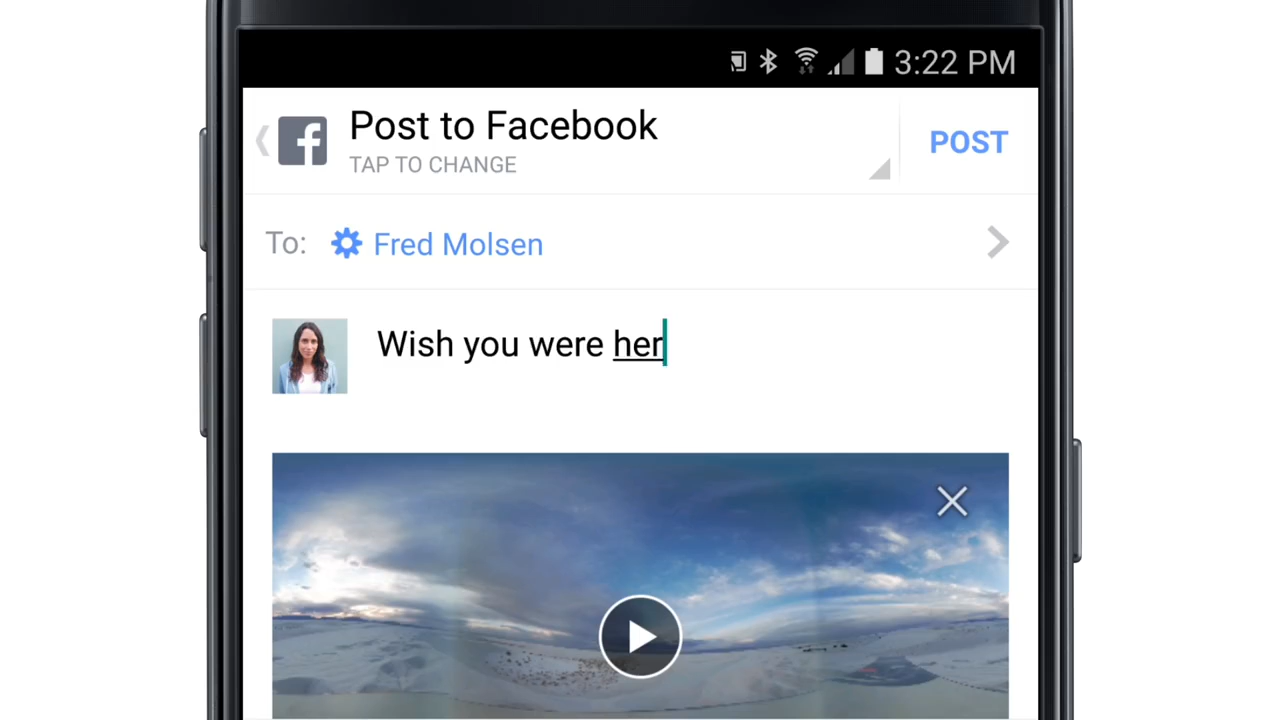 3:22 PM
Post to Facebook
TAP TO CHANGE
POST
To: Fred Molsen
Wish you were her